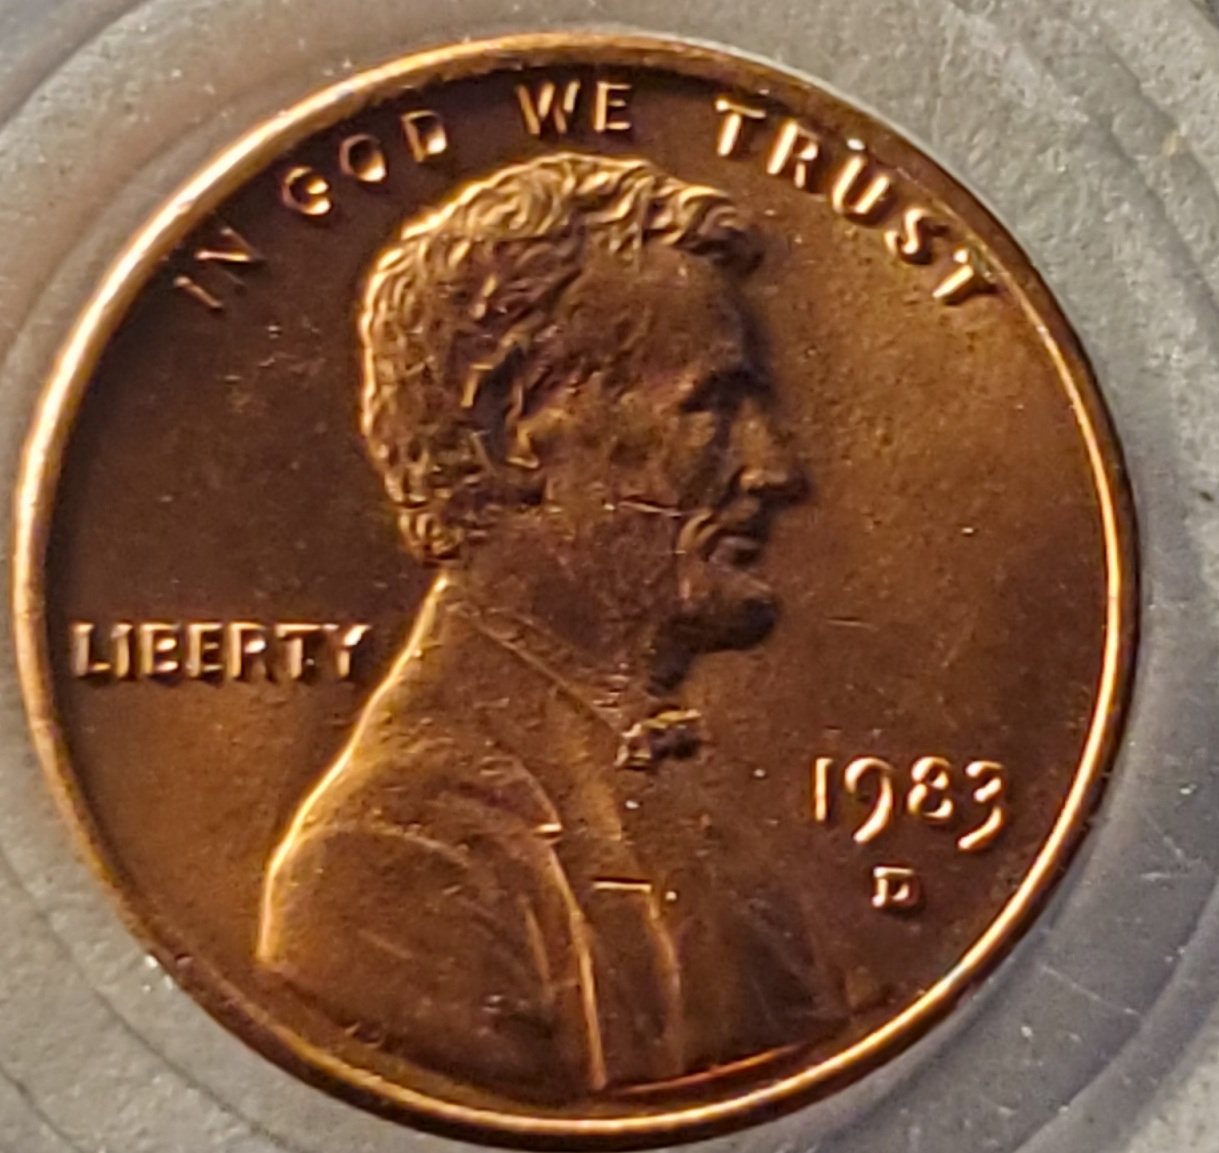 IN GOD WE TRUST
LIBERTY
1983
D